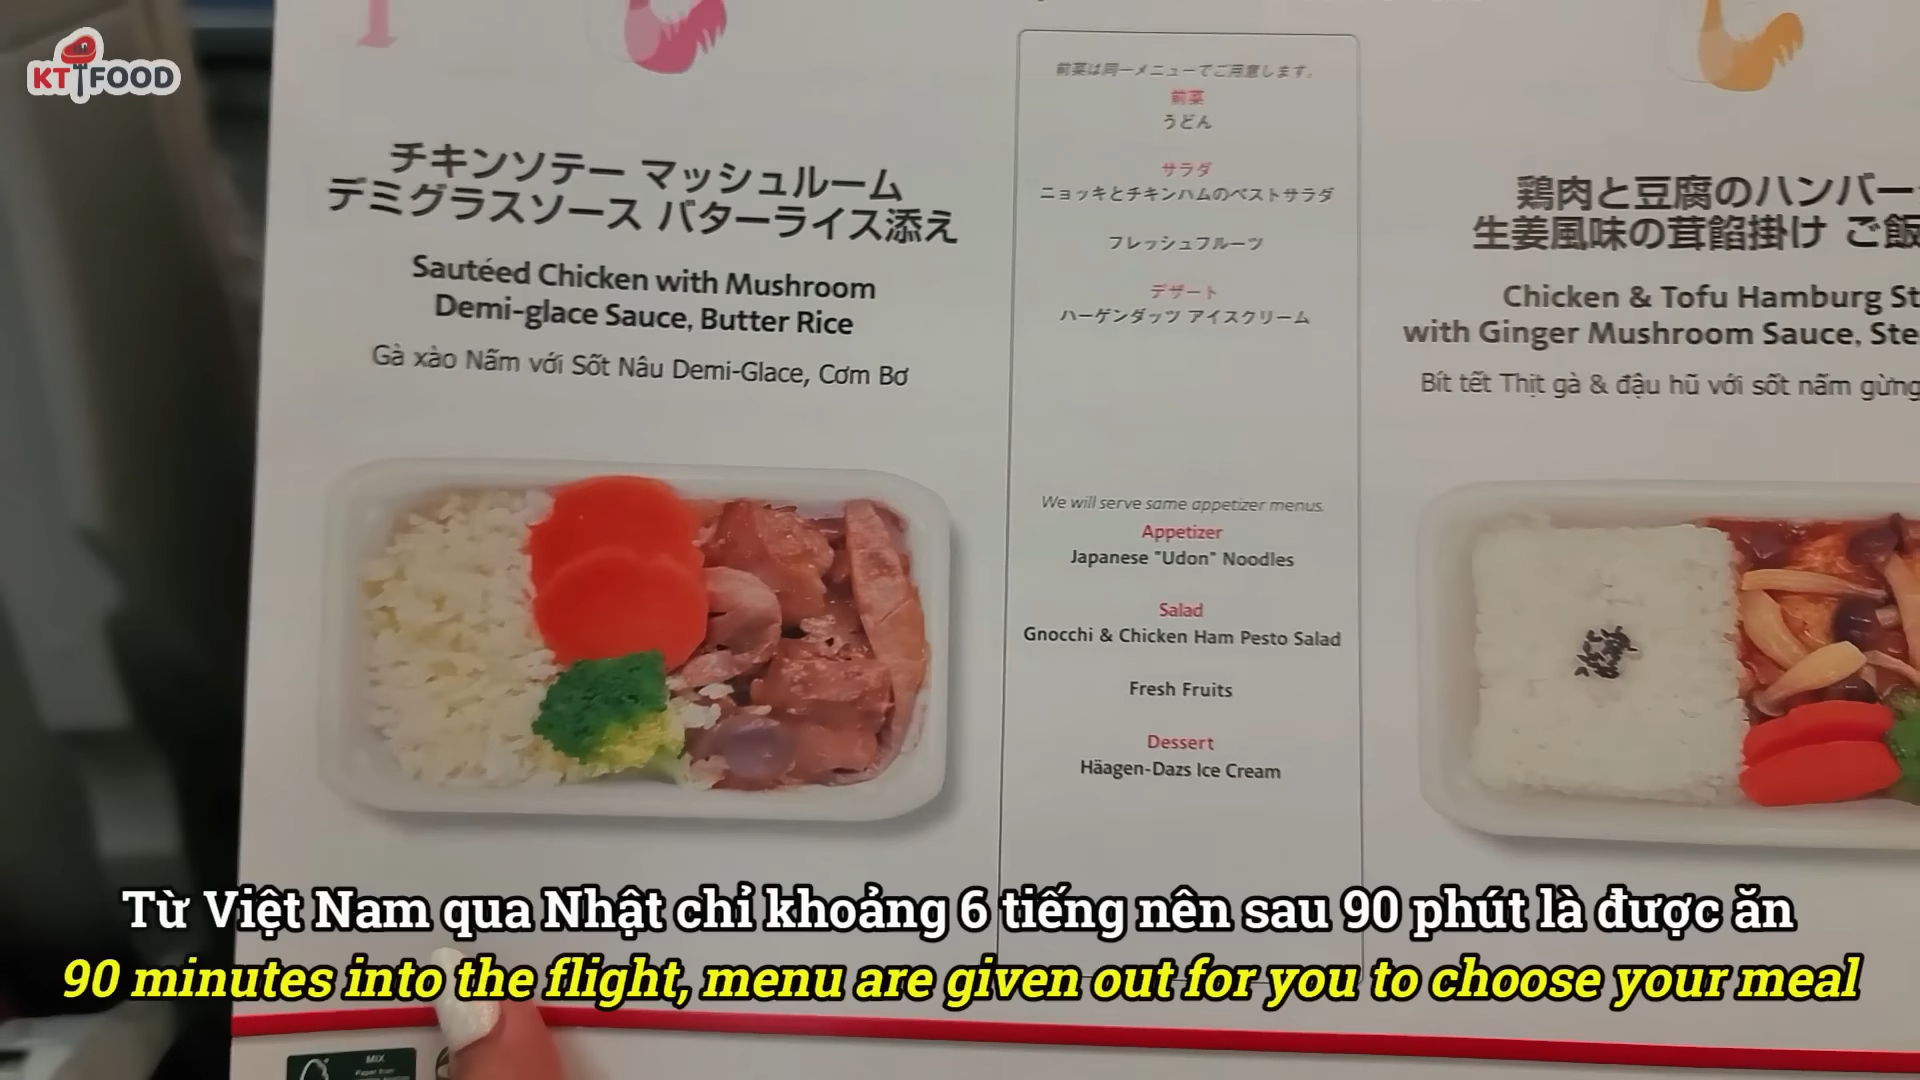 KT FOOD
チキンソテー マッシュルーム
デミグラスソース バターライス添え
Sautéed Chicken with Mushroom
Demi-glace Sauce, Butter Rice
Gà xào Nấm với Sốt Nâu Demi-Glace, Cơm Bơ
前菜は同一メニューでご用意します。
前菜
うどん
サラダ
ニョッキとチキンハムのペストサラダ
フレッシュフルーツ
デザート
ハーゲンダッツ アイスクリーム
We will serve same appetizer menus.
Appetizer
Japanese "Udon" Noodles
Salad
Gnocchi & Chicken Ham Pesto Salad
Fresh Fruits
Dessert
Häagen-Dazs Ice Cream
鶏肉と豆腐のハンバー
生姜風味の茸餡掛け ご飯
Chicken & Tofu Hamburg St
with Ginger Mushroom Sauce, Ste
Bít tết Thịt gà & đậu hũ với sốt nấm gừng
Từ Việt Nam qua Nhật chỉ khoảng 6 tiếng nên sau 90 phút là được ăn
90 minutes into the flight, menu are given out for you to choose your meal
MIX
Paper from